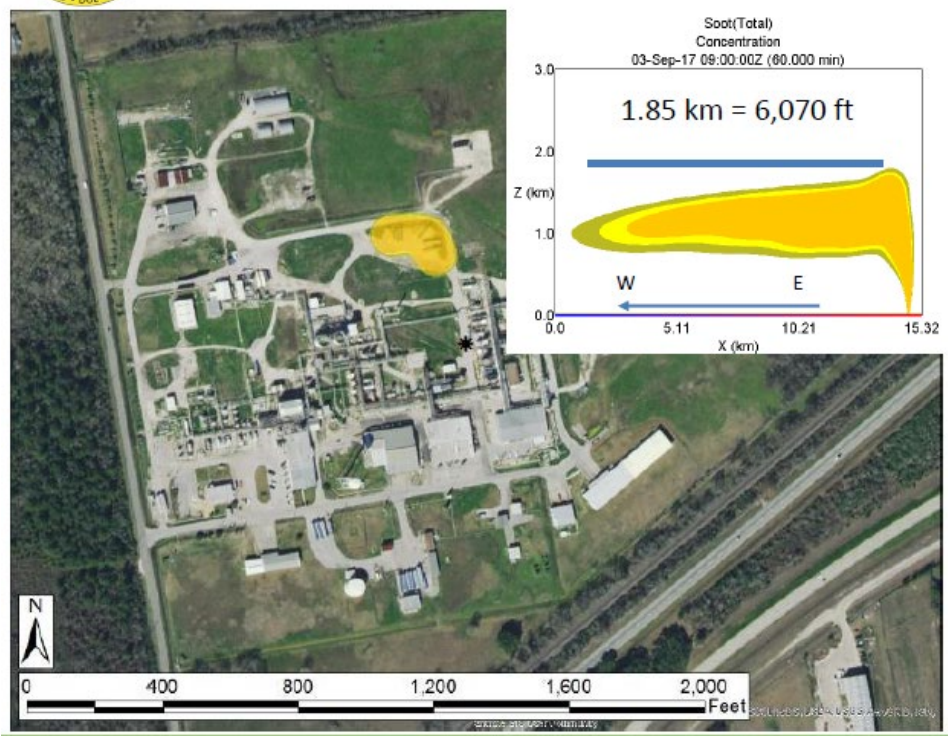 Soot(Total)
Concentration
03-Sep-17 09:00:00Z (60.000 min)
3.0
1.85 km = 6,070 ft
2.0
Z (km)
1.0
W E
0.0
0.0 5.11 10.21 15.32
X (km)
N
0 400 800 1,200 1,600 2,000
Feet